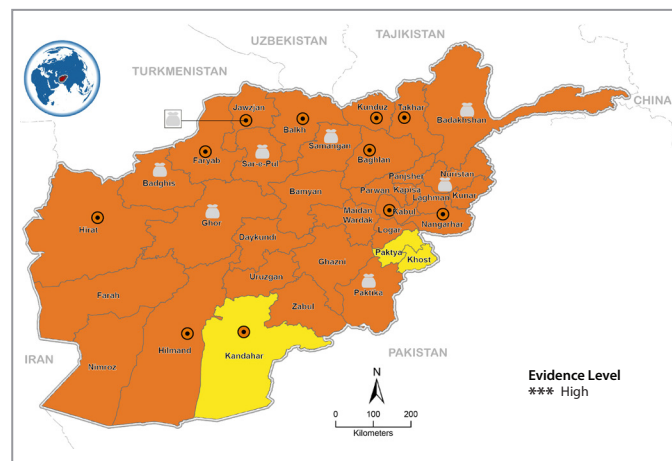 UZBEKISTAN
TAJIKISTAN
TURKMENISTAN
CHINA
Jawzjan
Balkh
Kunduz
Takhar
Badakhshan
Faryab
Sar-e-Pul
Samangan
Baghlan
Badghis
Panjsher
Nuristan
Bamyan
Parwan
Kapisa
Laghman
Kunar
Hirat
Ghor
Maidan
Wardak
Kabul
Nangarhar
Daykundi
Logar
Paktya
Khost
Ghazni
Uruzgan
Paktika
Farah
Zabul
Nimroz
Hilmand
Kandahar
IRAN
PAKISTAN
N
0 100 200
Kilometers
Evidence Level
*** High